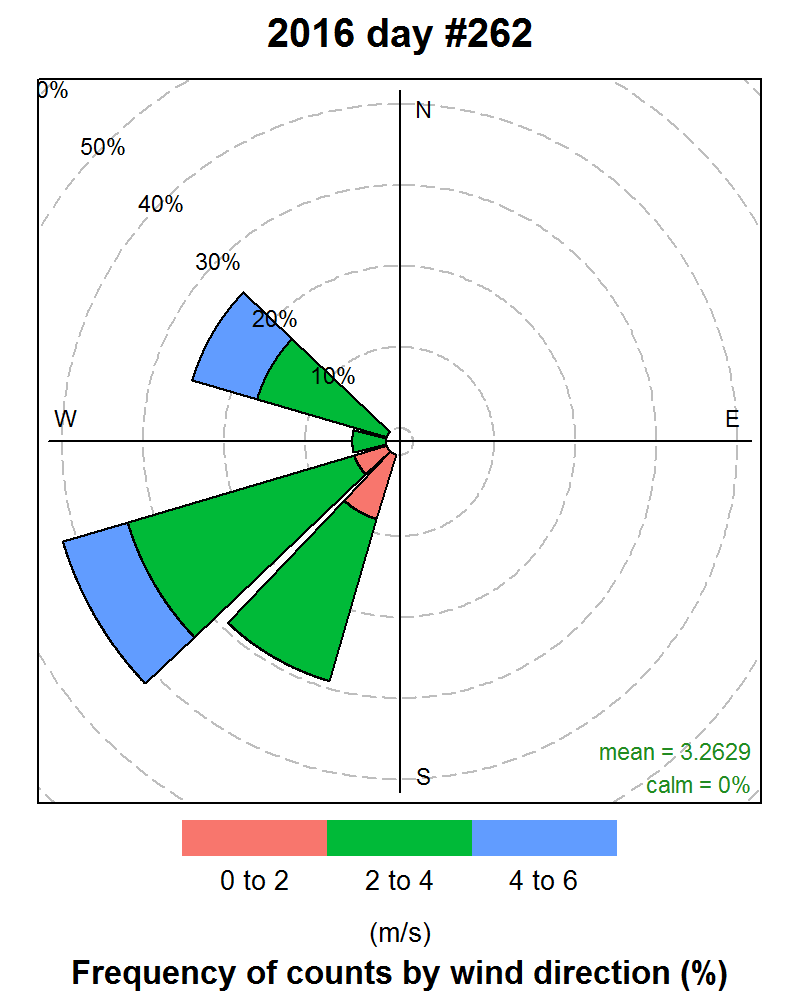 2016 day #262
0%
50%
40%
30%
20%
10%
N
W
E
S
mean = 3.2629
calm = 0%
0 to 2 2 to 4 4 to 6
(m/s)
Frequency of counts by wind direction (%)